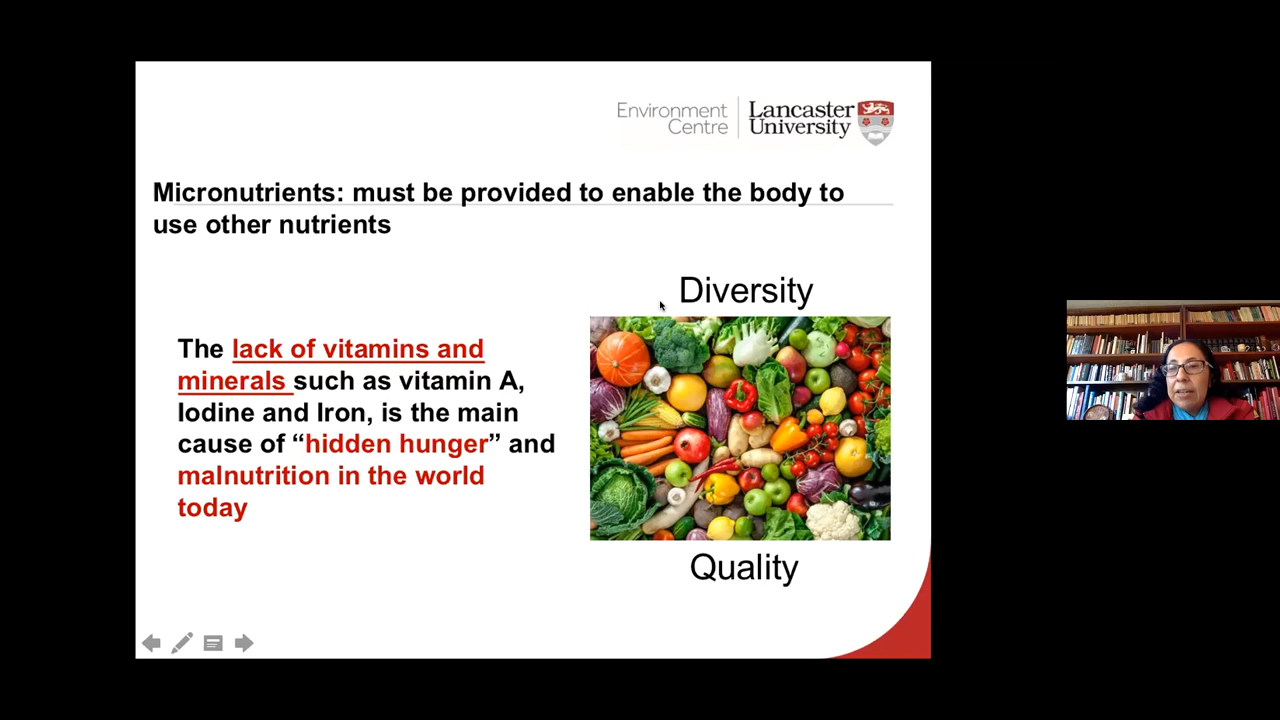 Environment
Centre
Lancaster
University
Micronutrients: must be provided to enable the body to
use other nutrients
Diversity
The lack of vitamins and
minerals such as vitamin A,
Iodine and Iron, is the main
cause of “hidden hunger” and
malnutrition in the world
today
Quality